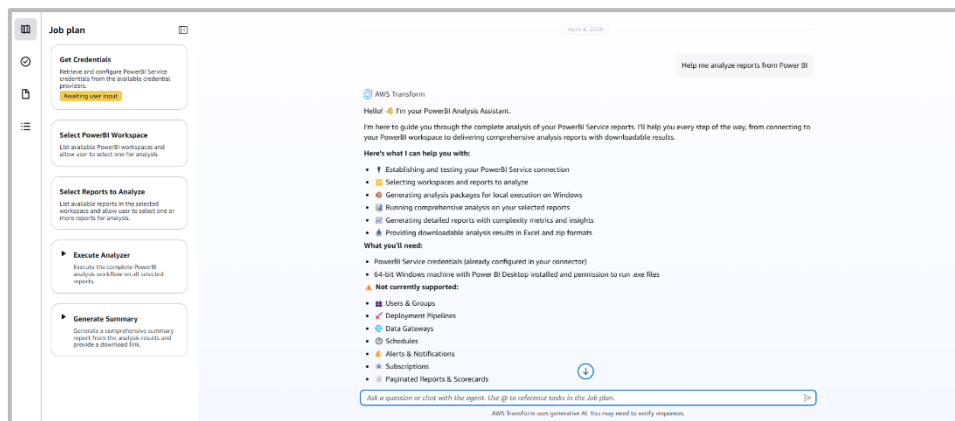 Job plan
Get Credentials
Retrieve and configure PowerBI Service
credentials from the available credential
providers.
Awaiting user input
Select PowerBI Workspace
List available PowerBI workspaces and
allow user to select one for analysis.
Select Reports to Analyze
List available reports in the selected
workspace and allow user to select one or
more reports for analysis.
Execute Analyzer
Execute the complete PowerBI
analysis workflow on all selected
reports.
Generate Summary
Generate a comprehensive summary
report from the analysis results and
provide a download link.
April 4, 2026
Help me analyze reports from Power BI
AWS Transform
Hello! 👋 I'm your PowerBI Analysis Assistant.
I'm here to guide you through the complete analysis of your PowerBI Service reports. I'll help you every step of the way, from connecting to
your PowerBI workspace to delivering comprehensive analysis reports with downloadable results.
Here's what I can help you with:
• Establishing and testing your PowerBI Service connection
• Selecting workspaces and reports to analyze
• Generating analysis packages for local execution on Windows
• Running comprehensive analysis on your selected reports
• Generating detailed reports with complexity metrics and insights
• Providing downloadable analysis results in Excel and zip formats
What you'll need:
• PowerBI Service credentials (already configured in your connector)
• 64-bit Windows machine with Power BI Desktop installed and permission to run .exe files
⚠️ Not currently supported:
• Users & Groups
• Deployment Pipelines
• Data Gateways
• Schedules
• Alerts & Notifications
• Subscriptions
• Paginated Reports & Scorecards
Ask a question or chat with the agent. Use @ to reference tasks in the Job plan.
AWS Transform uses generative AI. You may need to verify responses.